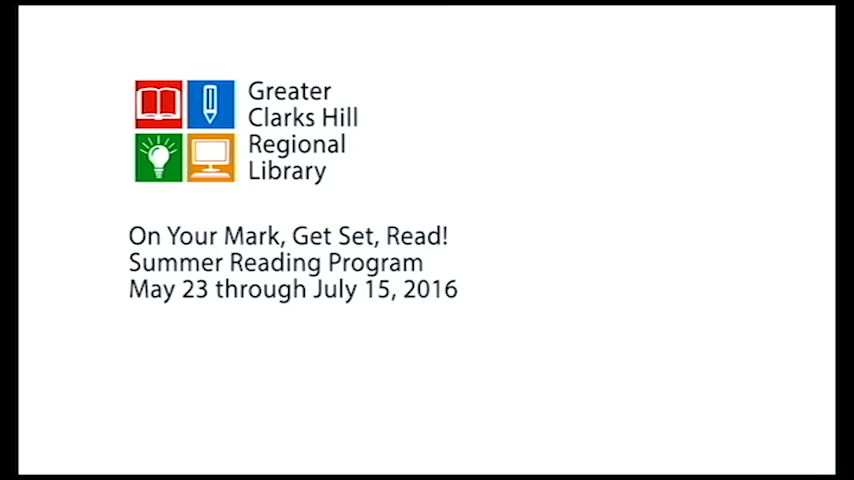 Greater
Clarks Hill
Regional
Library
On Your Mark, Get Set, Read!
Summer Reading Program
May 23 through July 15, 2016